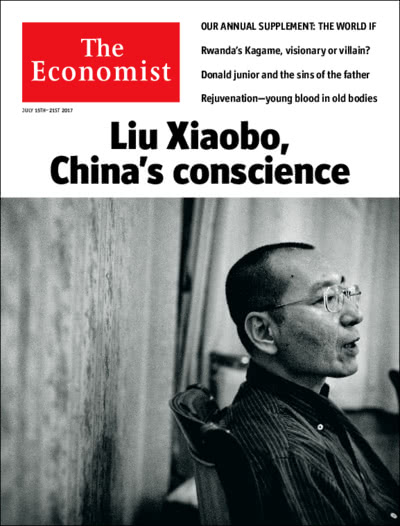 The
Economist
OUR ANNUAL SUPPLEMENT: THE WORLD IF
Rwanda's Kagame, visionary or villain?
Donald junior and the sins of the father
Rejuvenation—young blood in old bodies
JULY 15TH–21ST 2017
Liu Xiaobo,
China's conscience